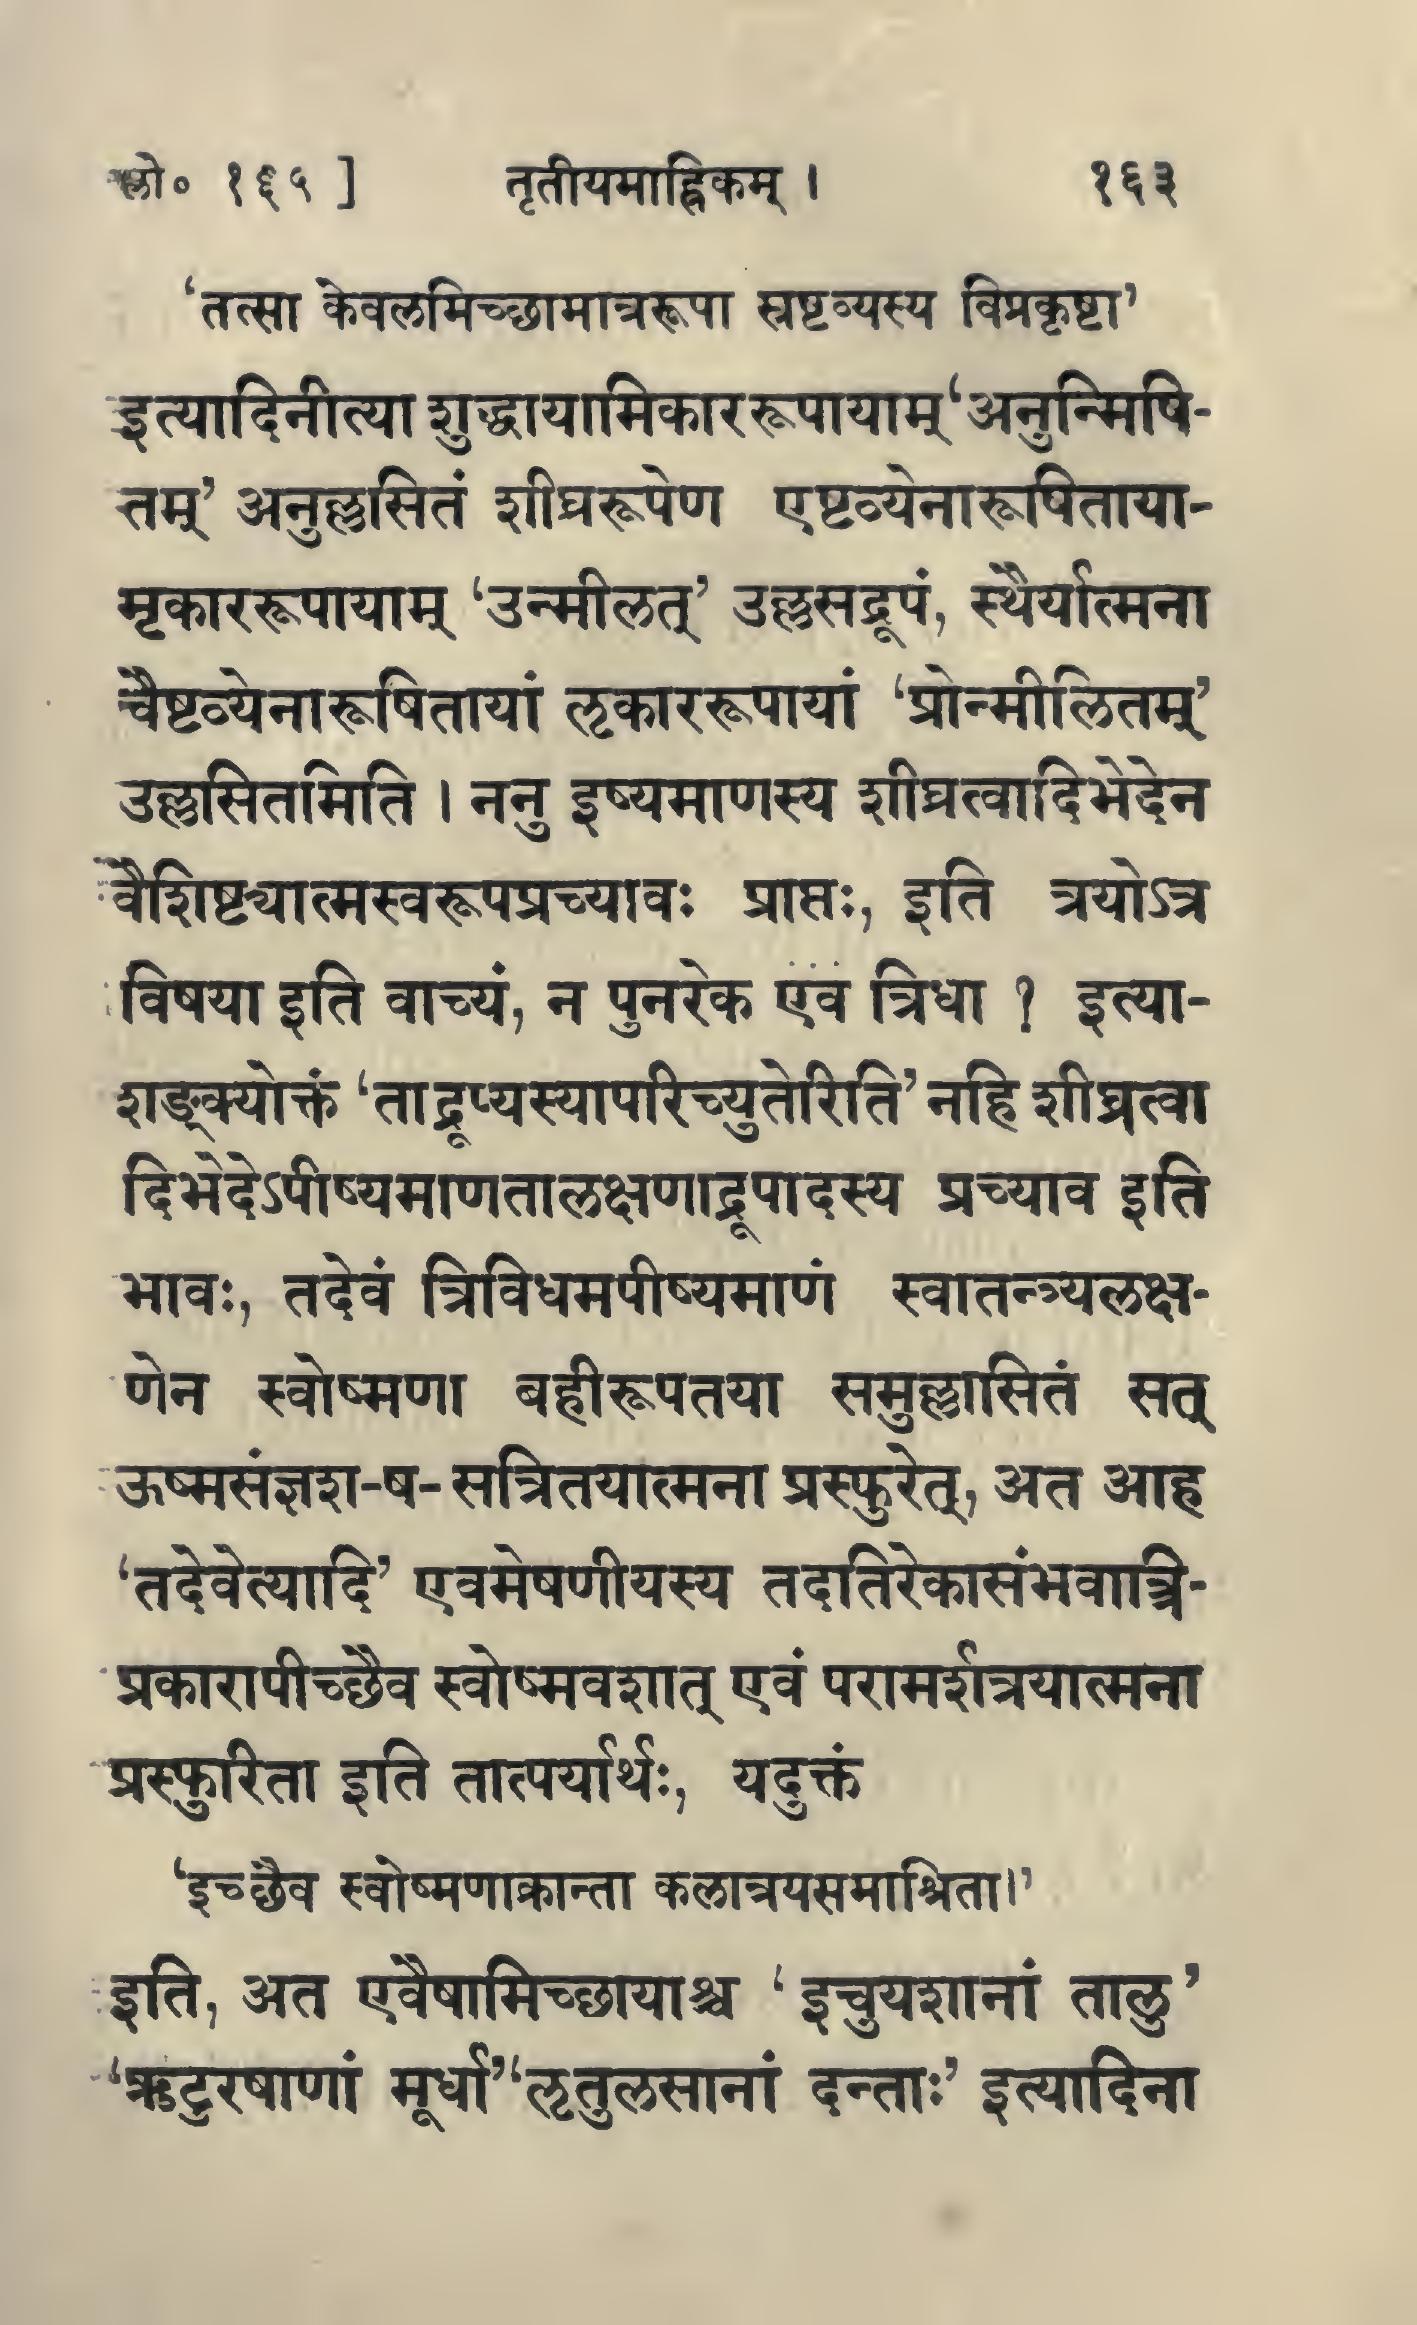 श्लो० १६५ ] तृतीयमाह्निकम् । १६३
‘तत्सा केवलमिच्छामात्ररूपा स्रष्टव्यस्य विप्रकृष्टा’
इत्यादिनीत्या शुद्धायामिकाररूपायाम् ‘अनुन्मिषि-
तम्’ अनुल्लसितं शीघ्ररूपेण एष्टव्येनारूषिताया-
मृकाररूपायाम् ‘उन्मीलत्’ उल्लसद्रूपं, स्थैर्यात्मना
चैष्टव्येनारूषितायां लृकाररूपायां ‘प्रोन्मीलितम्’
उल्लसितमिति । ननु इष्यमाणस्य शीघ्रत्वादिभेदेन
वैशिष्ट्यात्मस्वरूपप्रच्यावः प्राप्तः, इति त्रयोऽत्र
विषया इति वाच्यं, न पुनरेक एव त्रिधा ? इत्या-
शङ्क्योक्तं ‘ताद्रूप्यस्यापरिच्युतेरिति’ नहि शीघ्रत्वा
दिभेदेऽपीष्यमाणतालक्षणाद्रूपादस्य प्रच्याव इति
भावः, तदेवं त्रिविधमपीष्यमाणं स्वातन्त्र्यलक्ष-
णेन स्वोष्मणा बहीरूपतया समुल्लासितं सत्
ऊष्मसंज्ञश-ष-सत्रितयात्मना प्रस्फुरेत्, अत आह
‘तदेवेत्यादि’ एवमेषणीयस्य तदतिरेकासंभवात्त्रि-
प्रकारापीच्छैव स्वोष्मवशात् एवं परामर्शत्रयात्मना
प्रस्फुरिता इति तात्पर्यार्थः, यदुक्तं
‘इच्छैव स्वोष्मणाक्रान्ता कलात्रयसमाश्रिता।’
इति, अत एवैषामिच्छायाश्च ‘ इचुयशानां तालु’
‘ऋटुरषाणां मूर्धा’ ‘लृतुलसानां दन्ताः’ इत्यादिना